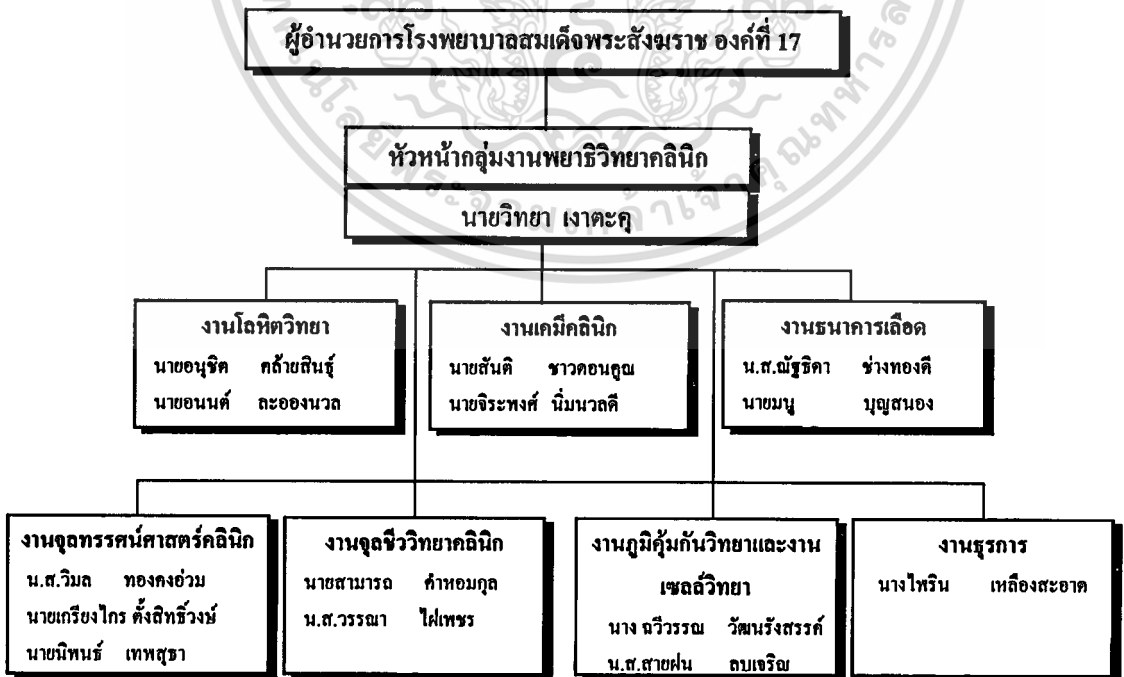 ผู้อำนวยการโรงพยาบาลสมเด็จพระสังฆราช องค์ที่ 17
หัวหน้ากลุ่มงานพยาธิวิทยาคลินิก
นายวิทยา เงาตะคุ
งานโลหิตวิทยา
นายอนุชิต คล้ายสินธุ์
นายอนนต์ ละอองนวล
งานเคมีคลินิก
นายสันติ ชาวดอนคูณ
นายจิระพงศ์ นิ่มนวลดี
งานธนาคารเลือด
น.ส.ณัฐธิดา ช่างทองดี
นายมนู บุญสนอง
งานจุลทรรศน์ศาสตร์คลินิก
น.ส.วิมล ทองคงอ่วม
นายเกรียงไกร ตั้งสิทธิ์วงษ์
นายนิพนธ์ เทพสุธา
งานจุลชีววิทยาคลินิก
นายสามารถ คำหอมกุล
น.ส.วรรณา ไผ่เพชร
งานภูมิคุ้มกันวิทยาและงาน
เซลล์วิทยา
นาง ฉวีวรรณ วัฒนรังสรรค์
น.ส.สายฝน ลบเจริญ
งานธุรการ
นางไพริน เหลืองสะอาด